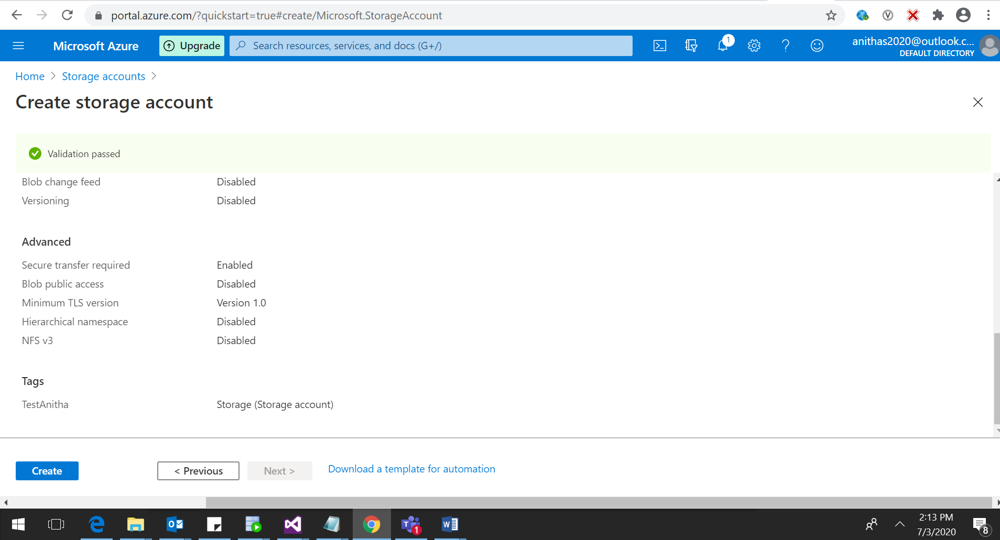 portal.azure.com/?quickstart=true#create/Microsoft.StorageAccount
Microsoft Azure
Upgrade
Search resources, services, and docs (G+/)
1
anithas2020@outlook.c...
DEFAULT DIRECTORY
Home > Storage accounts >
Create storage account
Validation passed
Blob change feed Disabled
Versioning Disabled
Advanced
Secure transfer required Enabled
Blob public access Disabled
Minimum TLS version Version 1.0
Hierarchical namespace Disabled
NFS v3 Disabled
Tags
TestAnitha Storage (Storage account)
Create < Previous Next > Download a template for automation
2:13 PM
7/3/2020
8
1